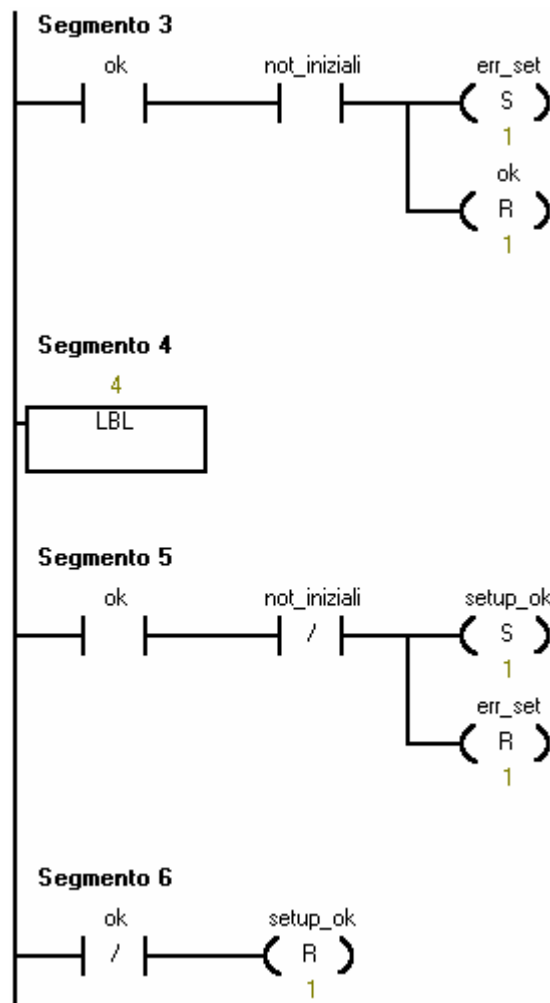 Segmento 3
ok not_iniziali err_set
S
1
ok
R
1
Segmento 4
4
LBL
Segmento 5
ok not_iniziali setup_ok
/ S
1
err_set
R
1
Segmento 6
ok setup_ok
/ R
1